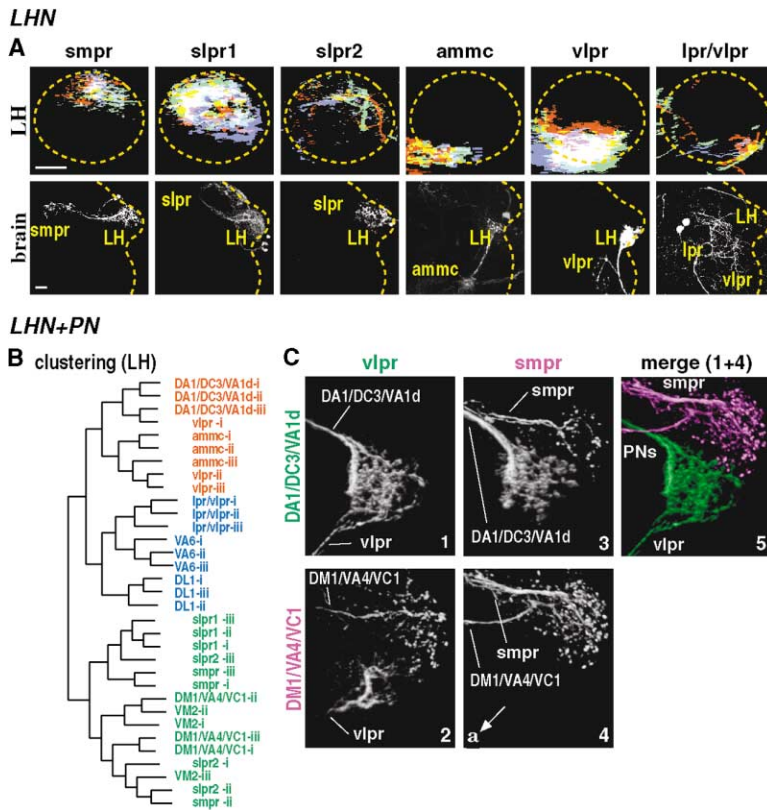 LHN
A
smpr slpr1 slpr2 ammc vlpr lpr/vlpr
LH
brain
smpr LH
slpr LH
slpr LH
ammc LH
vlpr LH
lpr LH vlpr
LHN+PN
B clustering (LH)
DA1/DC3/VA1d-i
DA1/DC3/VA1d-ii
DA1/DC3/VA1d-iii
vlpr -i
ammc-i
ammc-ii
ammc-iii
vlpr-ii
vlpr-iii
lpr/vlpr-i
lpr/vlpr-ii
lpr/vlpr-iii
VA6-i
VA6-ii
VA6-iii
DL1-i
DL1-iii
DL1-ii
slpr1 -iii
slpr1 -ii
slpr1 -i
slpr2 -iii
smpr -iii
smpr -i
DM1/VA4/VC1-ii
VM2-ii
VM2-i
DM1/VA4/VC1-iii
DM1/VA4/VC1-i
slpr2 -i
VM2-iii
slpr2 -ii
smpr -ii
C
vlpr smpr merge (1+4)
DA1/DC3/VA1d
DA1/DC3/VA1d
vlpr
1
smpr
DA1/DC3/VA1d
3
smpr
PNs
vlpr
5
DM1/VA4/VC1
DM1/VA4/VC1
vlpr
2
smpr
DM1/VA4/VC1
a
4